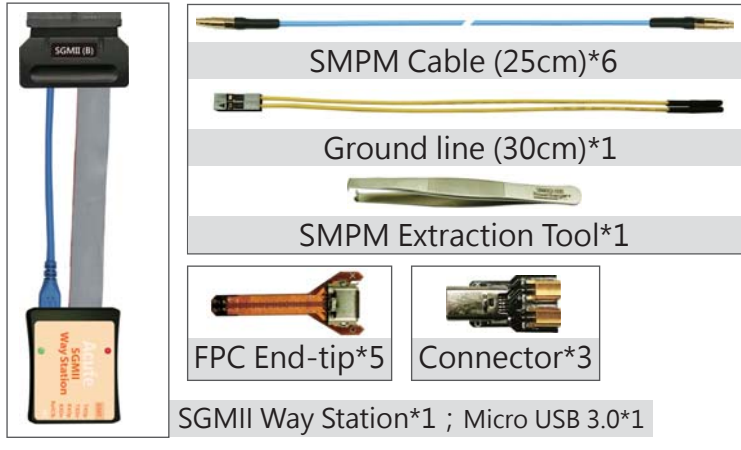 SGMII (B)
Acute
SGMII
Way Station
SMPM Cable (25cm)*6
Ground line (30cm)*1
SMPM Extraction Tool*1
FPC End-tip*5
Connector*3
SGMII Way Station*1 ; Micro USB 3.0*1